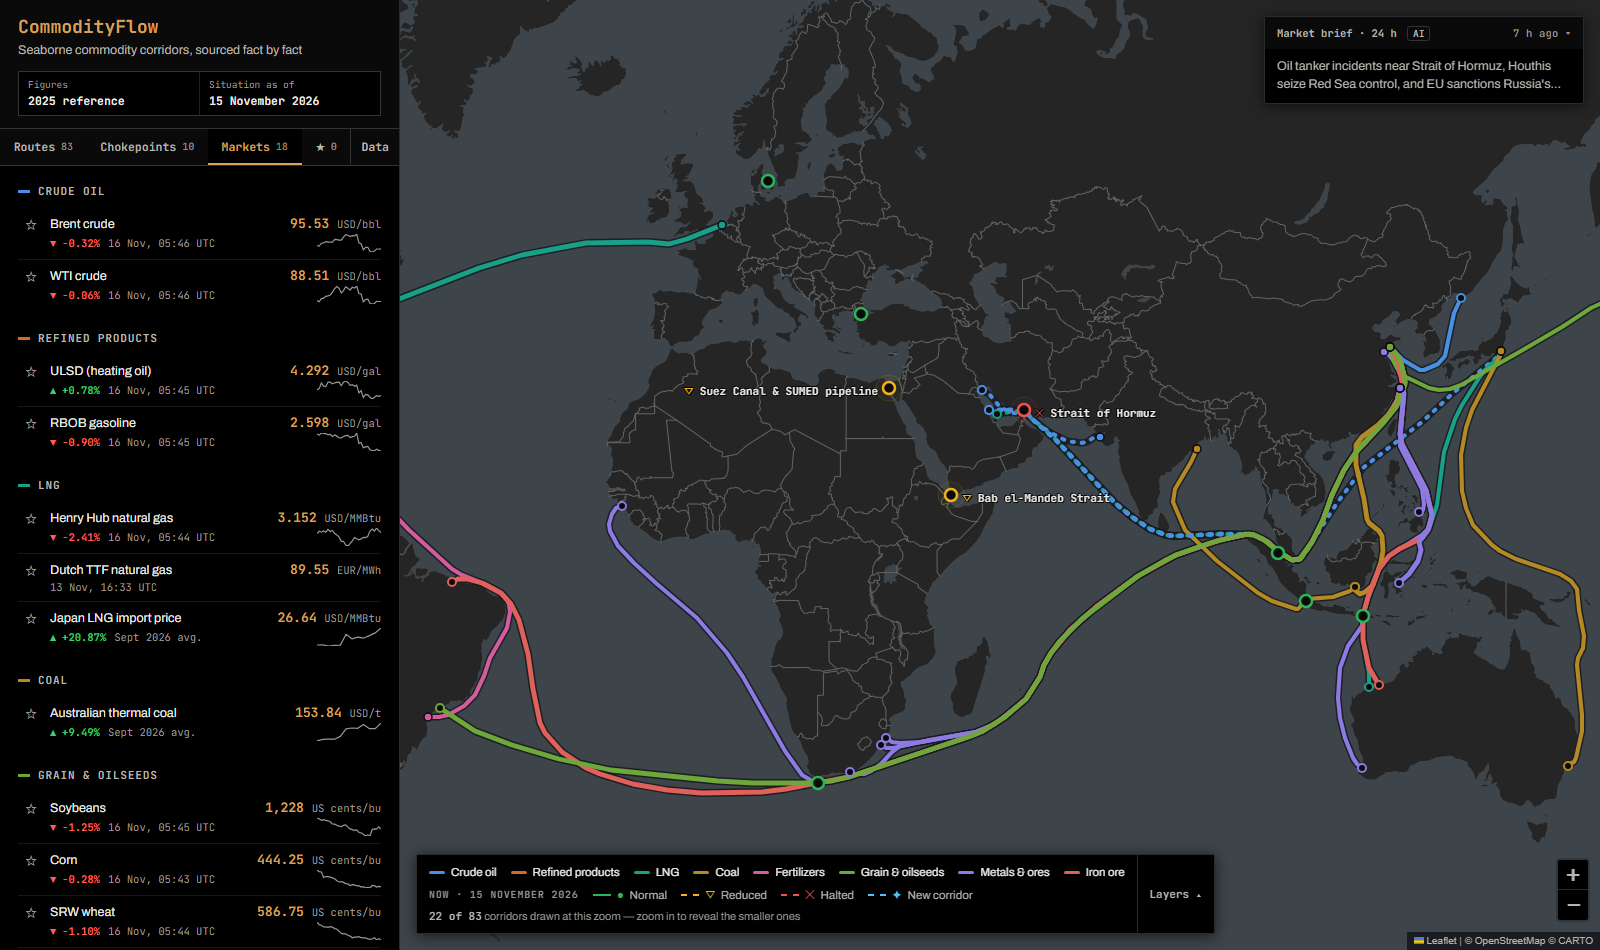 CommodityFlow
Seaborne commodity corridors, sourced fact by fact
Figures
2025 reference
Situation as of
15 November 2026
Routes 83
Chokepoints 10
Markets 18
★ 0
Data
CRUDE OIL
☆ Brent crude 95.53 USD/bbl
▼ -0.32% 16 Nov, 05:46 UTC
☆ WTI crude 88.51 USD/bbl
▼ -0.06% 16 Nov, 05:46 UTC
REFINED PRODUCTS
☆ ULSD (heating oil) 4.292 USD/gal
▲ +0.78% 16 Nov, 05:45 UTC
☆ RBOB gasoline 2.598 USD/gal
▼ -0.90% 16 Nov, 05:45 UTC
LNG
☆ Henry Hub natural gas 3.152 USD/MMBtu
▼ -2.41% 16 Nov, 05:44 UTC
☆ Dutch TTF natural gas 89.55 EUR/MWh
13 Nov, 16:33 UTC
☆ Japan LNG import price 26.64 USD/MMBtu
▲ +20.87% Sept 2026 avg.
COAL
☆ Australian thermal coal 153.84 USD/t
▲ +9.49% Sept 2026 avg.
GRAIN & OILSEEDS
☆ Soybeans 1,228 US cents/bu
▼ -1.25% 16 Nov, 05:45 UTC
☆ Corn 444.25 US cents/bu
▼ -0.28% 16 Nov, 05:43 UTC
☆ SRW wheat 586.75 US cents/bu
▼ -1.10% 16 Nov, 05:44 UTC
Market brief · 24 h AI 7 h ago ▾
Oil tanker incidents near Strait of Hormuz, Houthis
seize Red Sea control, and EU sanctions Russia's...
Suez Canal & SUMED pipeline
Strait of Hormuz
Bab el-Mandeb Strait
Crude oil Refined products LNG Coal Fertilizers Grain & oilseeds Metals & ores Iron ore
NOW · 15 NOVEMBER 2026 Normal Reduced Halted New corridor
22 of 83 corridors drawn at this zoom — zoom in to reveal the smaller ones
Layers ▴
+
−
Leaflet | © OpenStreetMap © CARTO